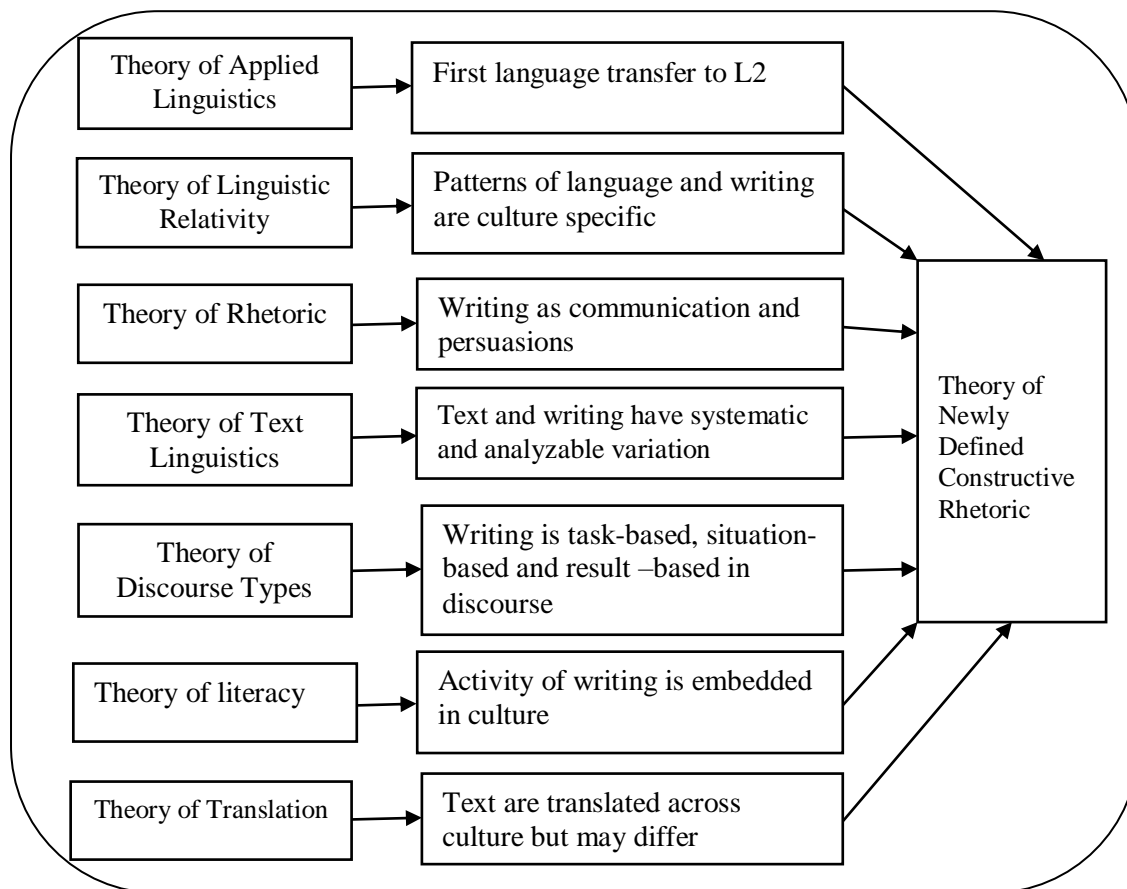 Theory of Applied
Linguistics
First language transfer to L2
Theory of Linguistic
Relativity
Patterns of language and writing
are culture specific
Theory of Rhetoric
Writing as communication and
persuasions
Theory of Text
Linguistics
Text and writing have systematic
and analyzable variation
Theory of
Discourse Types
Writing is task-based, situation-
based and result –based in
discourse
Theory of literacy
Activity of writing is embedded
in culture
Theory of Translation
Text are translated across
culture but may differ
Theory of
Newly
Defined
Constructive
Rhetoric